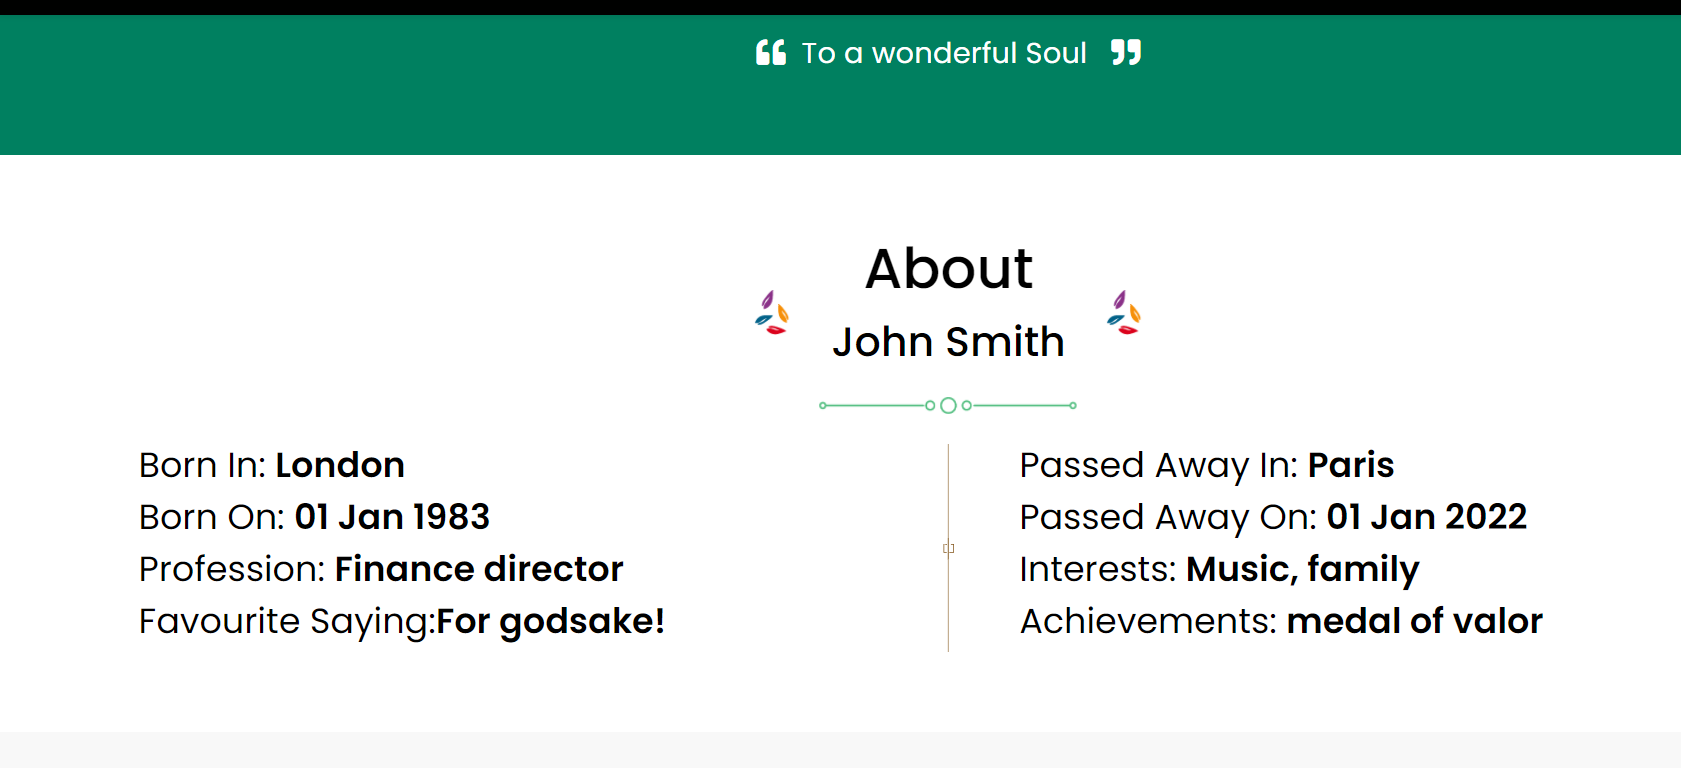 “ To a wonderful Soul ”
About
John Smith
Born In: London
Born On: 01 Jan 1983
Profession: Finance director
Favourite Saying:For godsake!
Passed Away In: Paris
Passed Away On: 01 Jan 2022
Interests: Music, family
Achievements: medal of valor